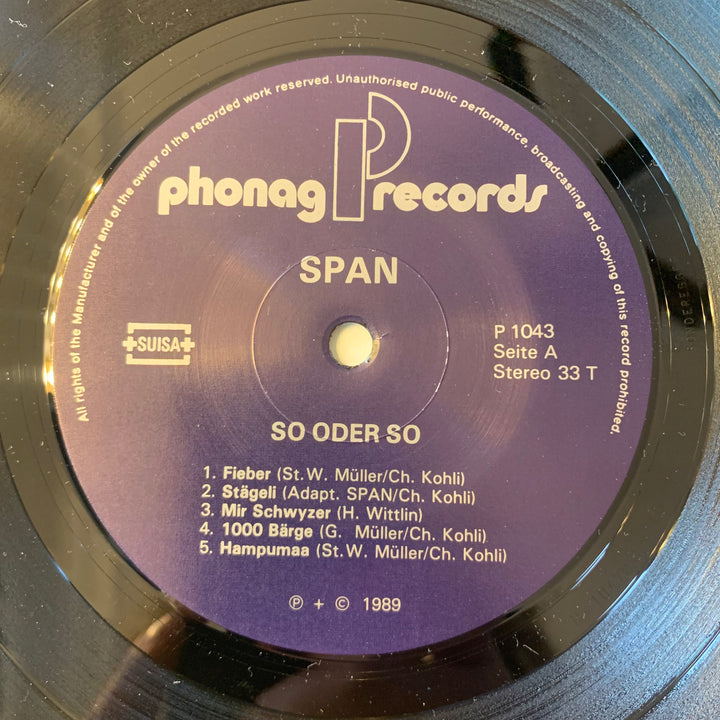 All rights of the Manufacturer and of the owner of the recorded work reserved. Unauthorised public performance, broadcasting and copying of this record prohibited.
phonag records
SPAN
SUISA
P 1043
Seite A
Stereo 33 T
SO ODER SO
1. Fieber (St.W. Müller/Ch. Kohli)
2. Stägeli (Adapt. SPAN/Ch. Kohli)
3. Mir Schwyzer (H. Wittlin)
4. 1000 Bärge (G. Müller/Ch. Kohli)
5. Hampumaa (St.W. Müller/Ch. Kohli)
℗ + © 1989